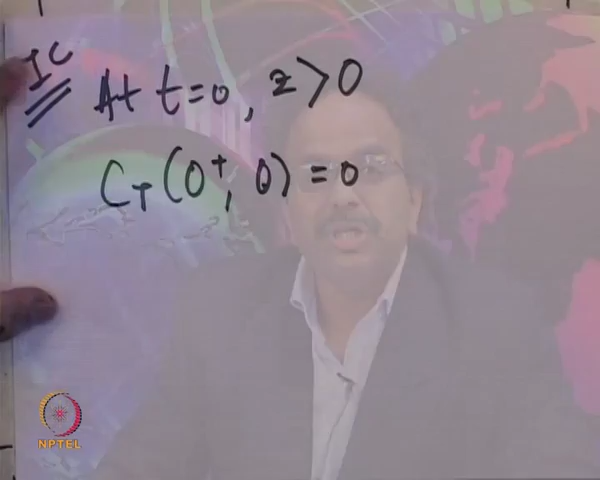 IC
At t=0, z>0
C_T(0⁺, 0) = 0
NPTEL